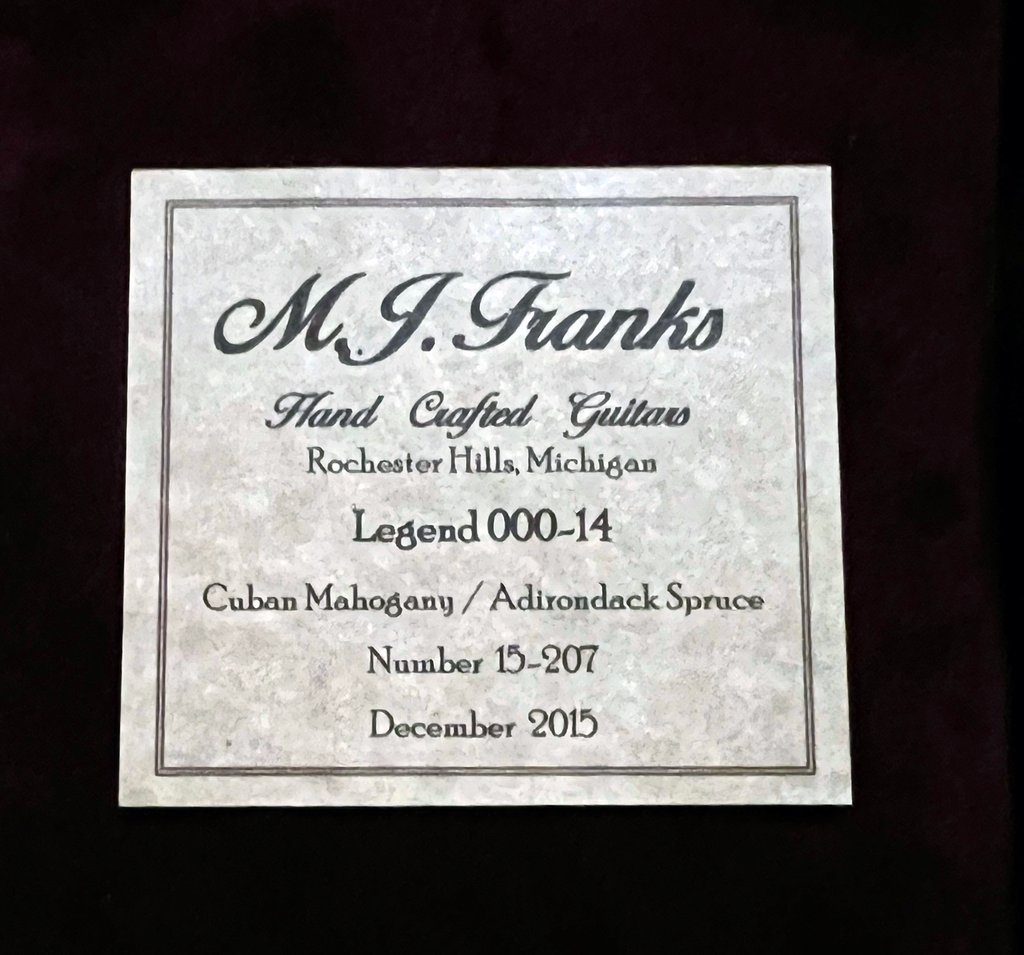 M.J. Franks
Hand Crafted Guitars
Rochester Hills, Michigan
Legend 000-14
Cuban Mahogany / Adirondack Spruce
Number 15-207
December 2015